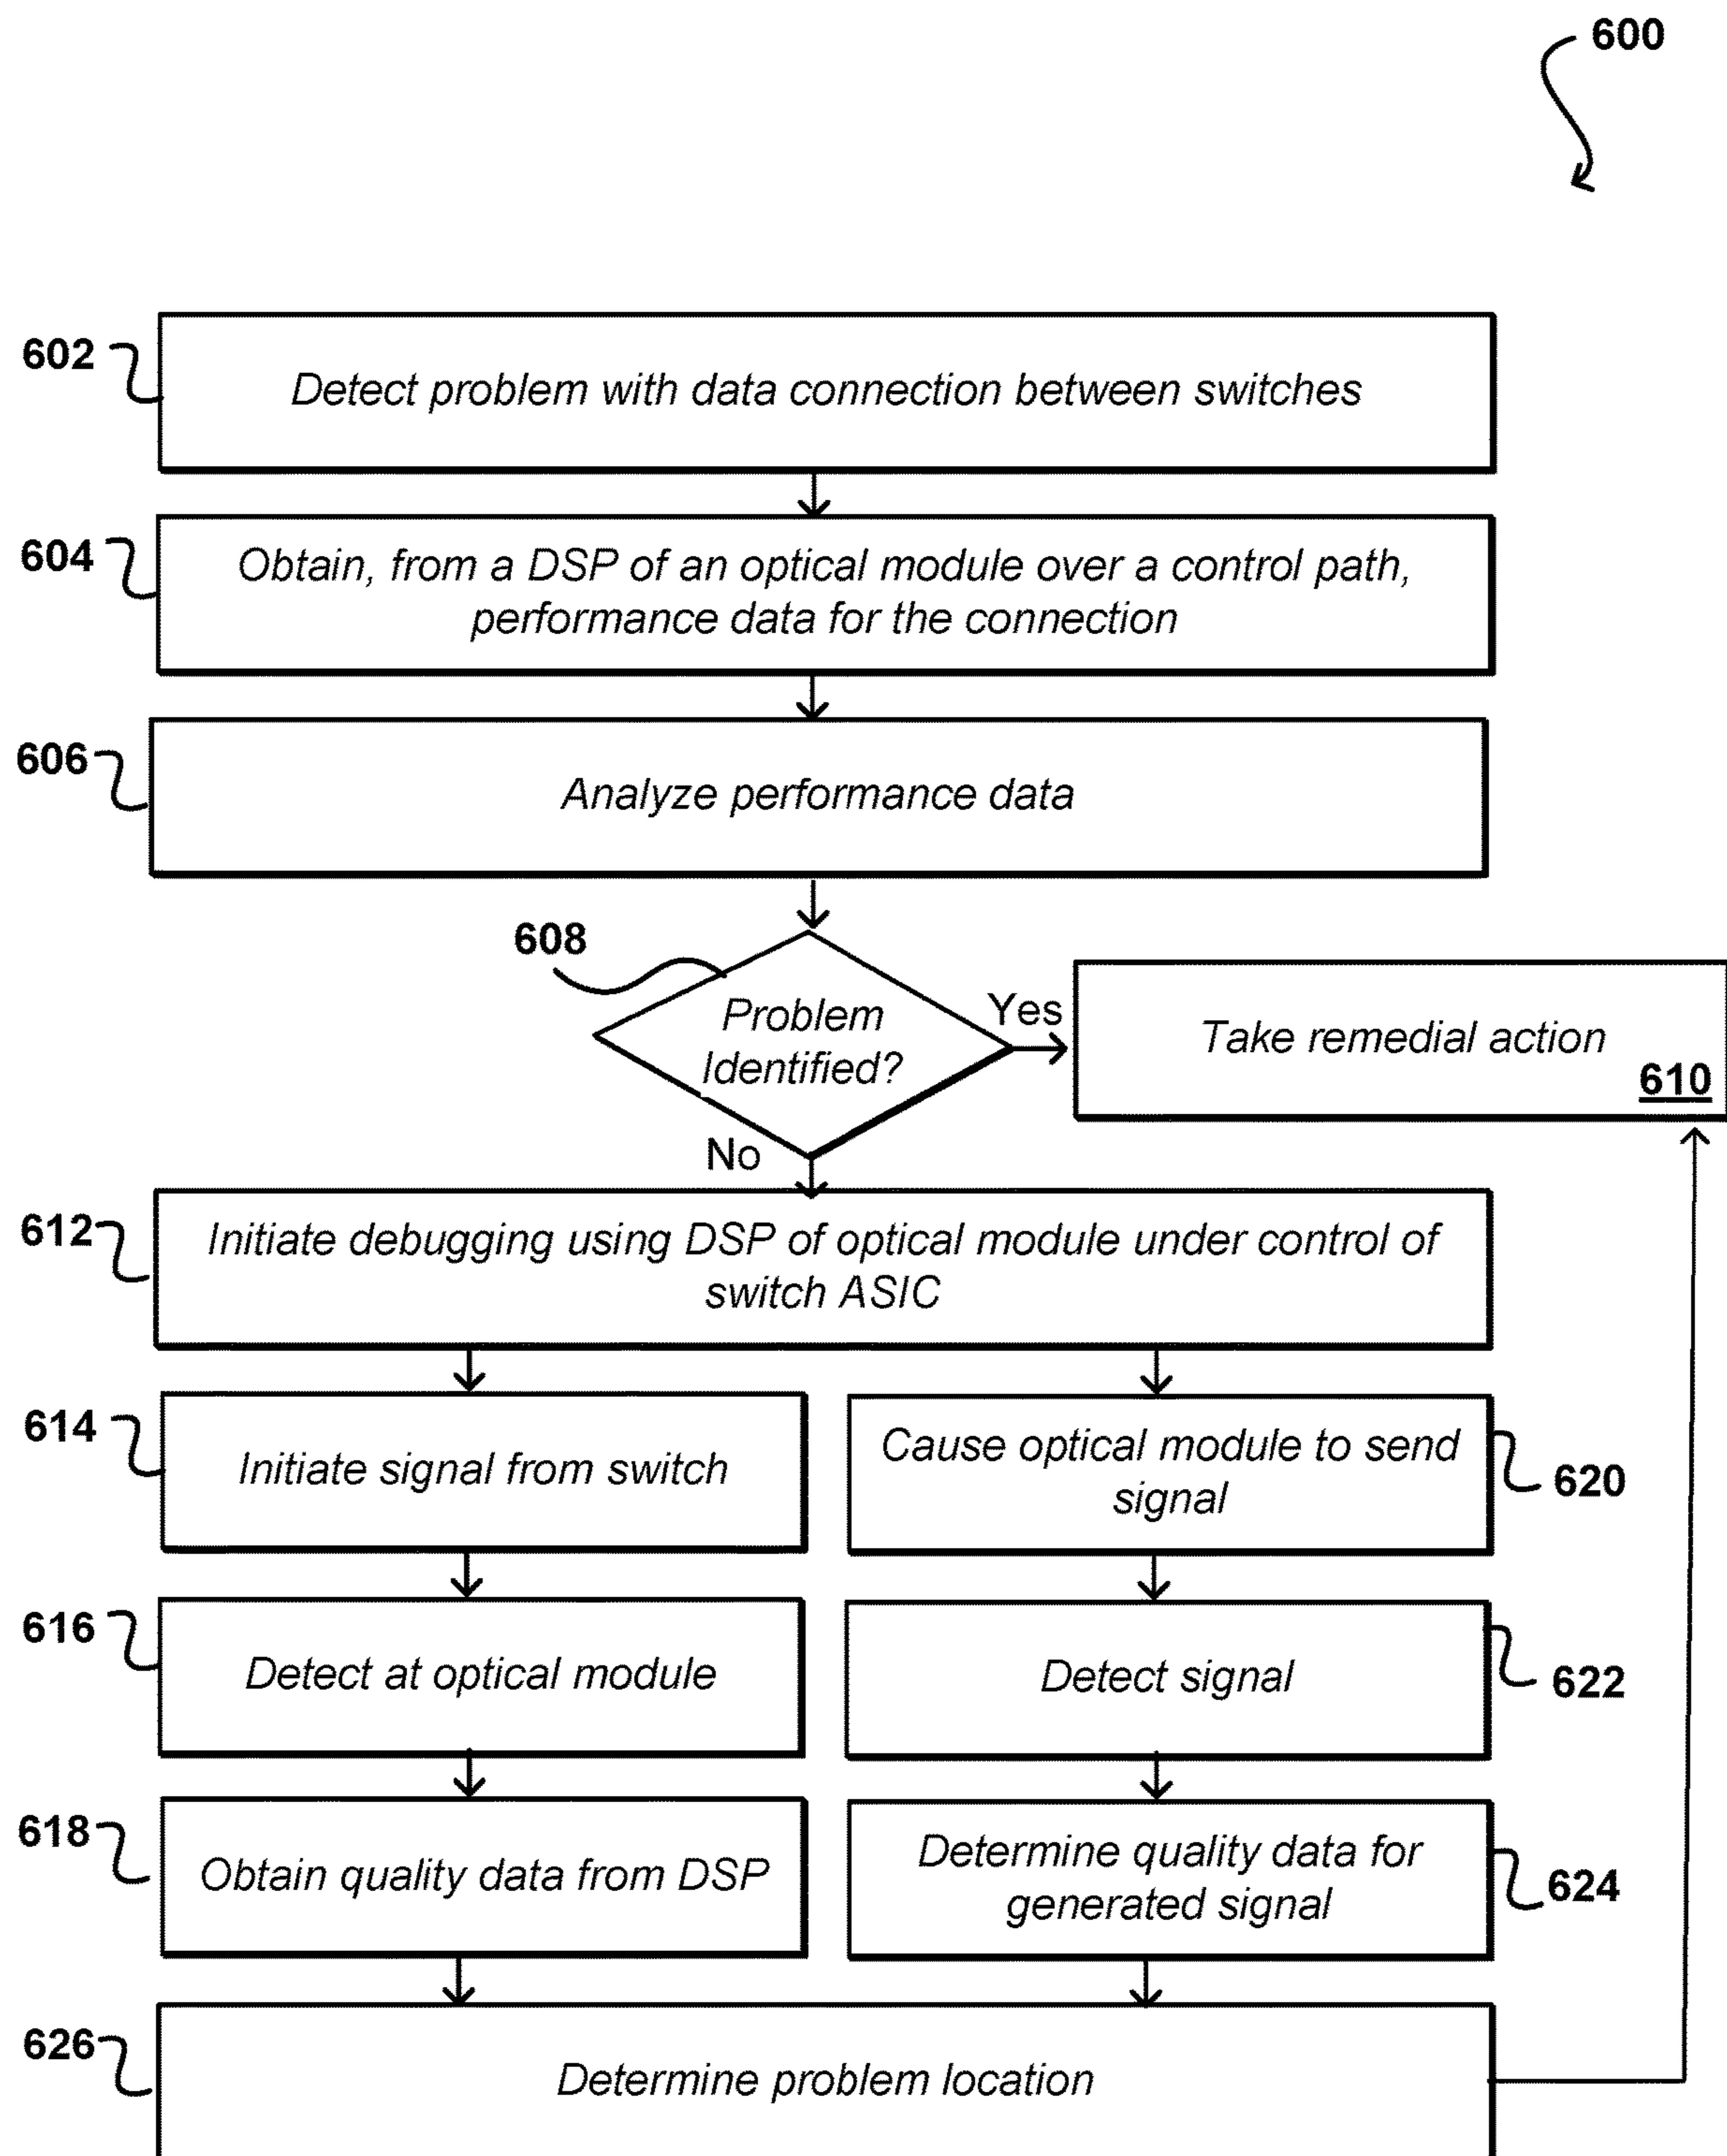 600
602
Detect problem with data connection between switches
604
Obtain, from a DSP of an optical module over a control path,
performance data for the connection
606
Analyze performance data
608
Problem
Identified?
Yes
Take remedial action
610
No
612
Initiate debugging using DSP of optical module under control of
switch ASIC
614
Initiate signal from switch
Cause optical module to send
signal
620
616
Detect at optical module
Detect signal
622
618
Obtain quality data from DSP
Determine quality data for
generated signal
624
626
Determine problem location